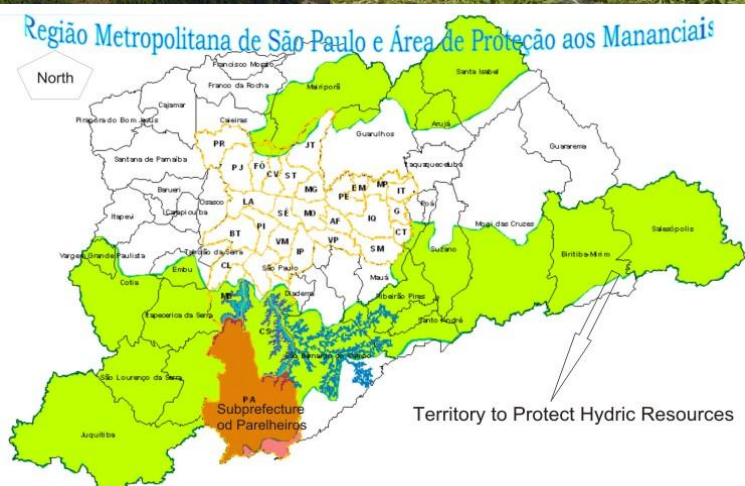 Região Metropolitana de São Paulo e Área de Proteção aos Mananciais
North
Francisco Morato
Franco da Rocha
Mairiporã
Santa Isabel
Cajamar
Pirapora do Bom Jesus
Caieiras
Arujá
Guarulhos
Guararema
PR
JT
Santana de Parnaíba
PJ
FÓ
CV
ST
Itaquaquecetuba
Barueri
MG
PE
EM
MP
IT
Osasco
LA
Poá
Itapevi
Carapicuíba
SÉ
MO
AF
IQ
G
Mogi das Cruzes
Salesópolis
BT
PI
CT
VM
IP
VP
SM
Suzano
Vargem Grande Paulista
Taboão da Serra
Biritiba-Mirim
Embu
CL
São Paulo
Mauá
Cotia
Diadema
Ribeirão Pires
Itapecerica da Serra
Santo André
São Bernardo do Campo
São Lourenço da Serra
PA
Subprefecture
od Parelheiros
Territory to Protect Hydric Resources
Juquitiba